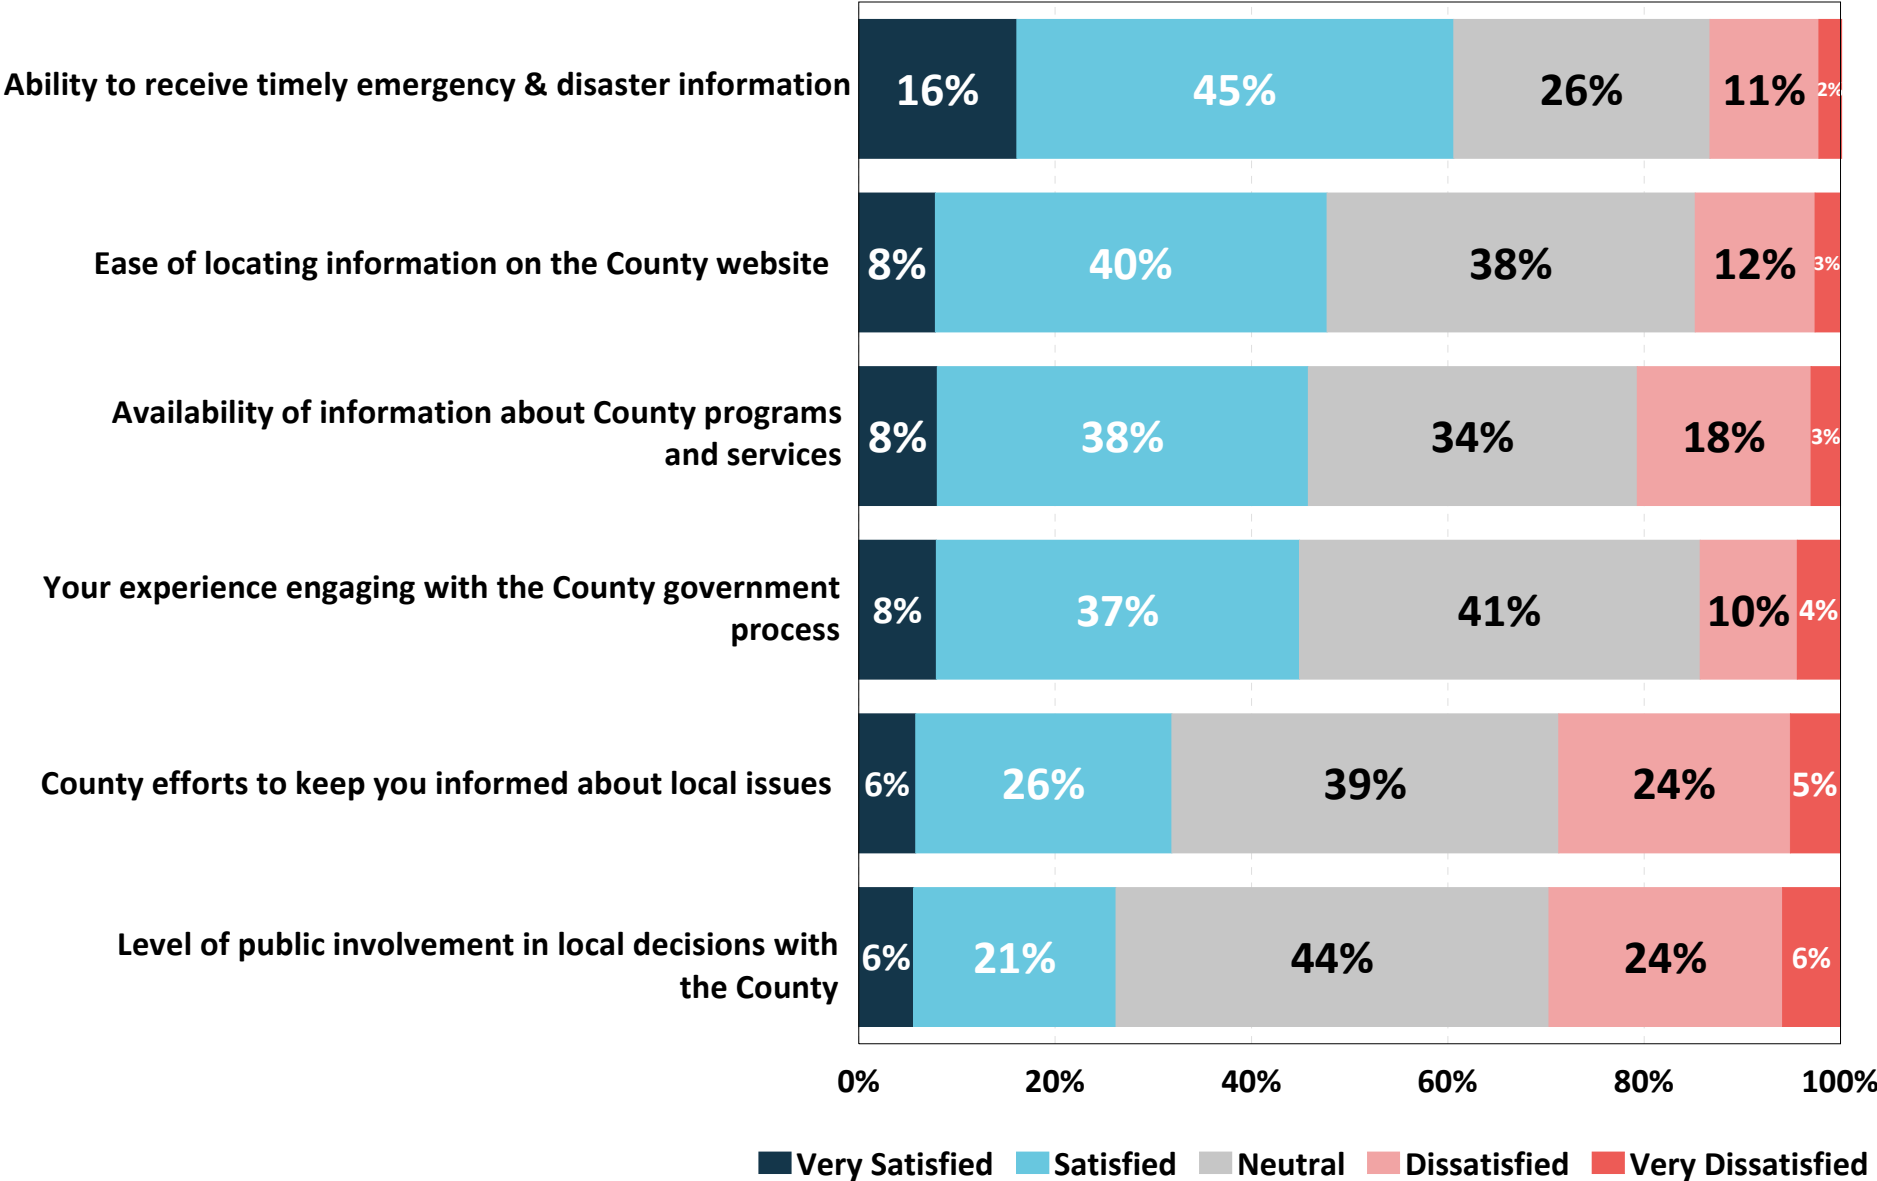 Ability to receive timely emergency & disaster information
16%
45%
26%
11%
2%
Ease of locating information on the County website
8%
40%
38%
12%
3%
Availability of information about County programs
and services
8%
38%
34%
18%
3%
Your experience engaging with the County government
process
8%
37%
41%
10%
4%
County efforts to keep you informed about local issues
6%
26%
39%
24%
5%
Level of public involvement in local decisions with
the County
6%
21%
44%
24%
6%
0%
20%
40%
60%
80%
100%
Very Satisfied
Satisfied
Neutral
Dissatisfied
Very Dissatisfied